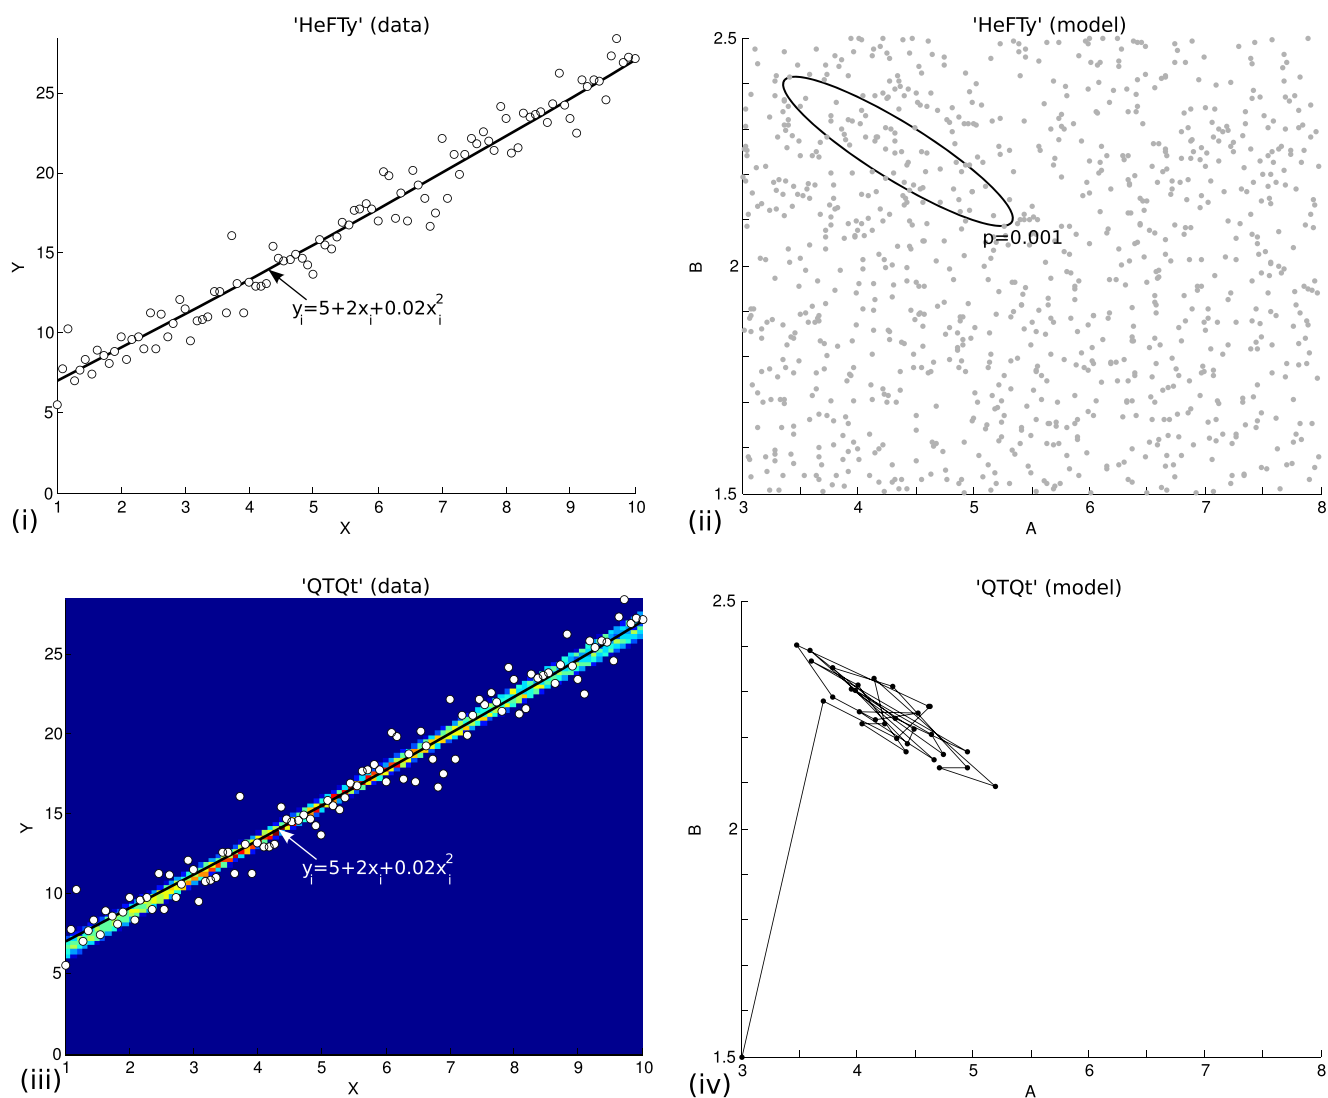 'HeFTy' (data)
25
20
15
10
5
0
Y
y_i=5+2x_i+0.02x_i^2
1 2 3 4 5 6 7 8 9 10
X
(i)
'HeFTy' (model)
2.5
2
1.5
B
p=0.001
3 4 5 6 7 8
A
(ii)
'QTQt' (data)
25
20
15
10
5
0
Y
y_i=5+2x_i+0.02x_i^2
1 2 3 4 5 6 7 8 9 10
X
(iii)
'QTQt' (model)
2.5
2
1.5
B
3 4 5 6 7 8
A
(iv)